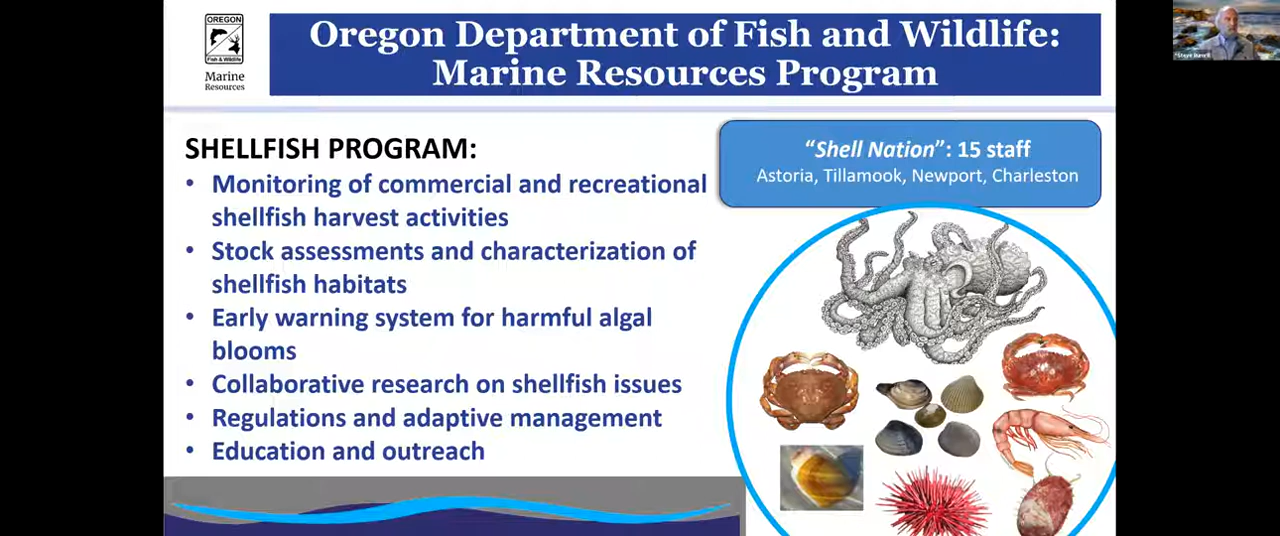 OREGON
Fish & Wildlife
Marine
Resources
Oregon Department of Fish and Wildlife:
Marine Resources Program
SHELLFISH PROGRAM:
• Monitoring of commercial and recreational
shellfish harvest activities
• Stock assessments and characterization of
shellfish habitats
• Early warning system for harmful algal
blooms
• Collaborative research on shellfish issues
• Regulations and adaptive management
• Education and outreach
“Shell Nation”: 15 staff
Astoria, Tillamook, Newport, Charleston